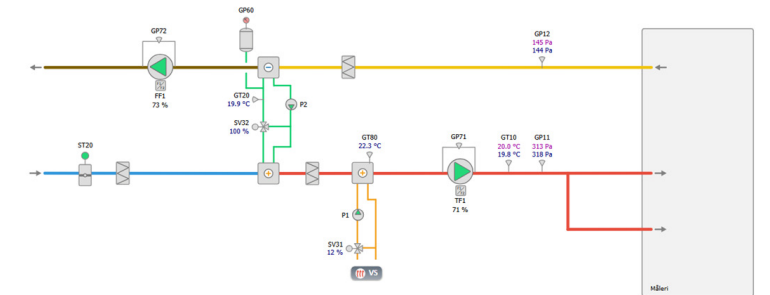 GP60
GP72
GP12
145 Pa
144 Pa
FF1
73 %
GT20
19.9 °C
P2
SV32
100 %
ST20
GT80
22.3 °C
GP71
GT10
20.0 °C
19.8 °C
GP11
313 Pa
318 Pa
TF1
71 %
P1
SV31
12 %
VS
Måleri